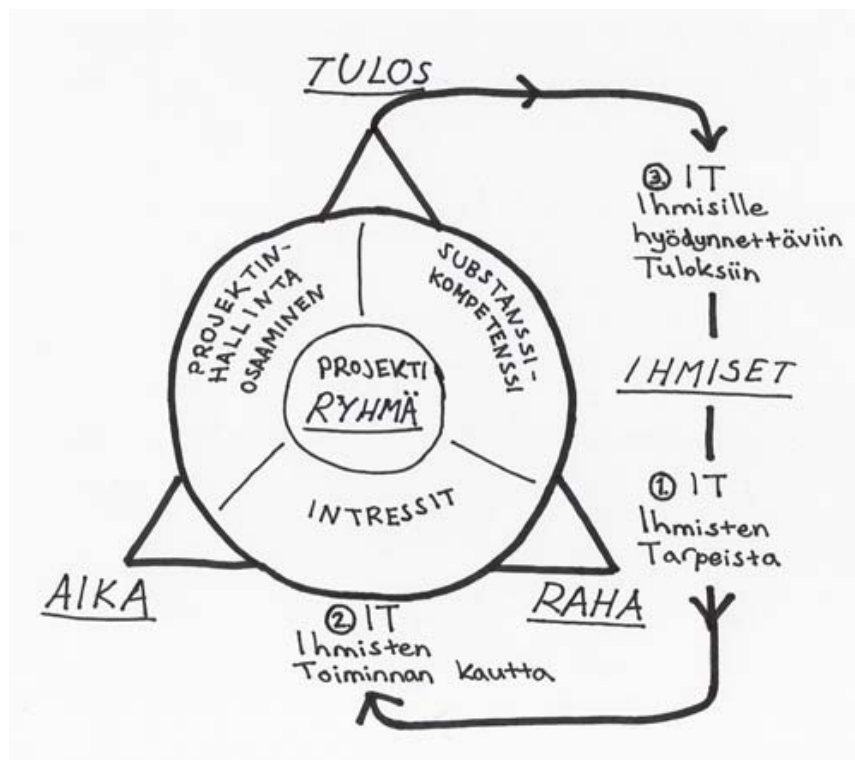 TULOS
③ IT
Ihmisille
hyödynnettäviin
Tuloksiin
PROJEKTIN-
HALLINTA
OSAAMINEN
SUBSTANSSI-
KOMPETENSSI
PROJEKTI
RYHMÄ
INTRESSIT
IHMISET
① IT
Ihmisten
Tarpeista
AIKA
RAHA
② IT
Ihmisten
Toiminnan kautta